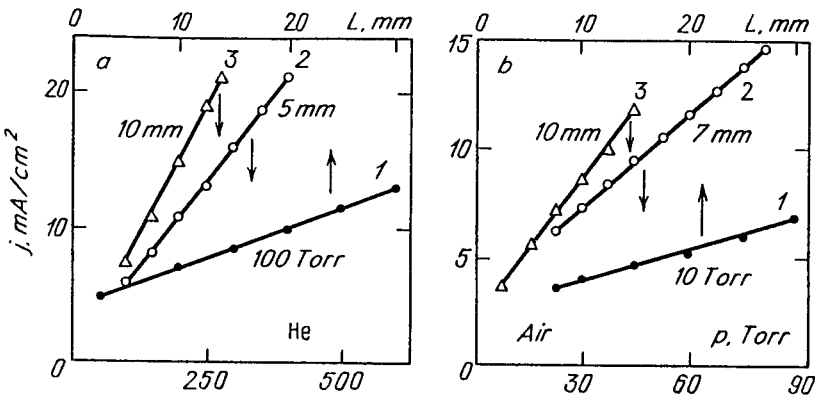 0 10 20 L, mm
0 10 20 L, mm
a 3 2
20
10 mm
5 mm
j. mA/cm²
1
10
100 Torr
He
0
250 500
15
b
3
2
10 mm
7 mm
10
1
5
10 Torr
Air p, Torr
0
30 60 90